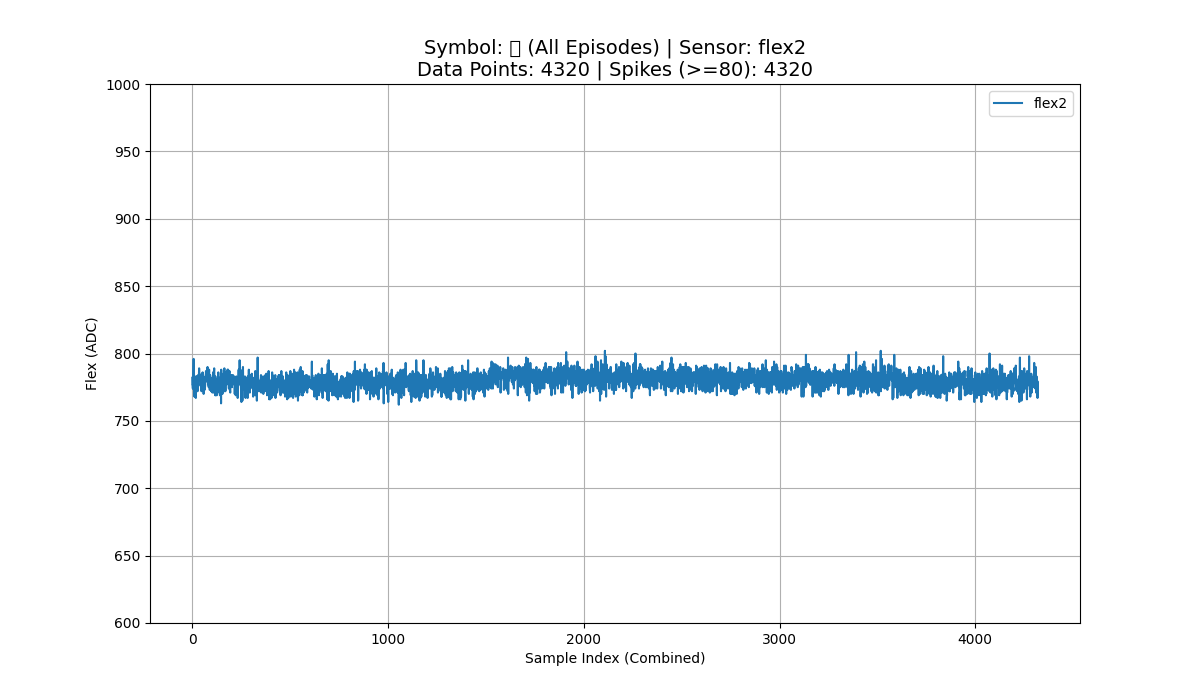 Symbol: (All Episodes) | Sensor: flex2
Data Points: 4320 | Spikes (>=80): 4320
flex2
Flex (ADC)
1000
950
900
850
800
750
700
650
600
0 1000 2000 3000 4000
Sample Index (Combined)